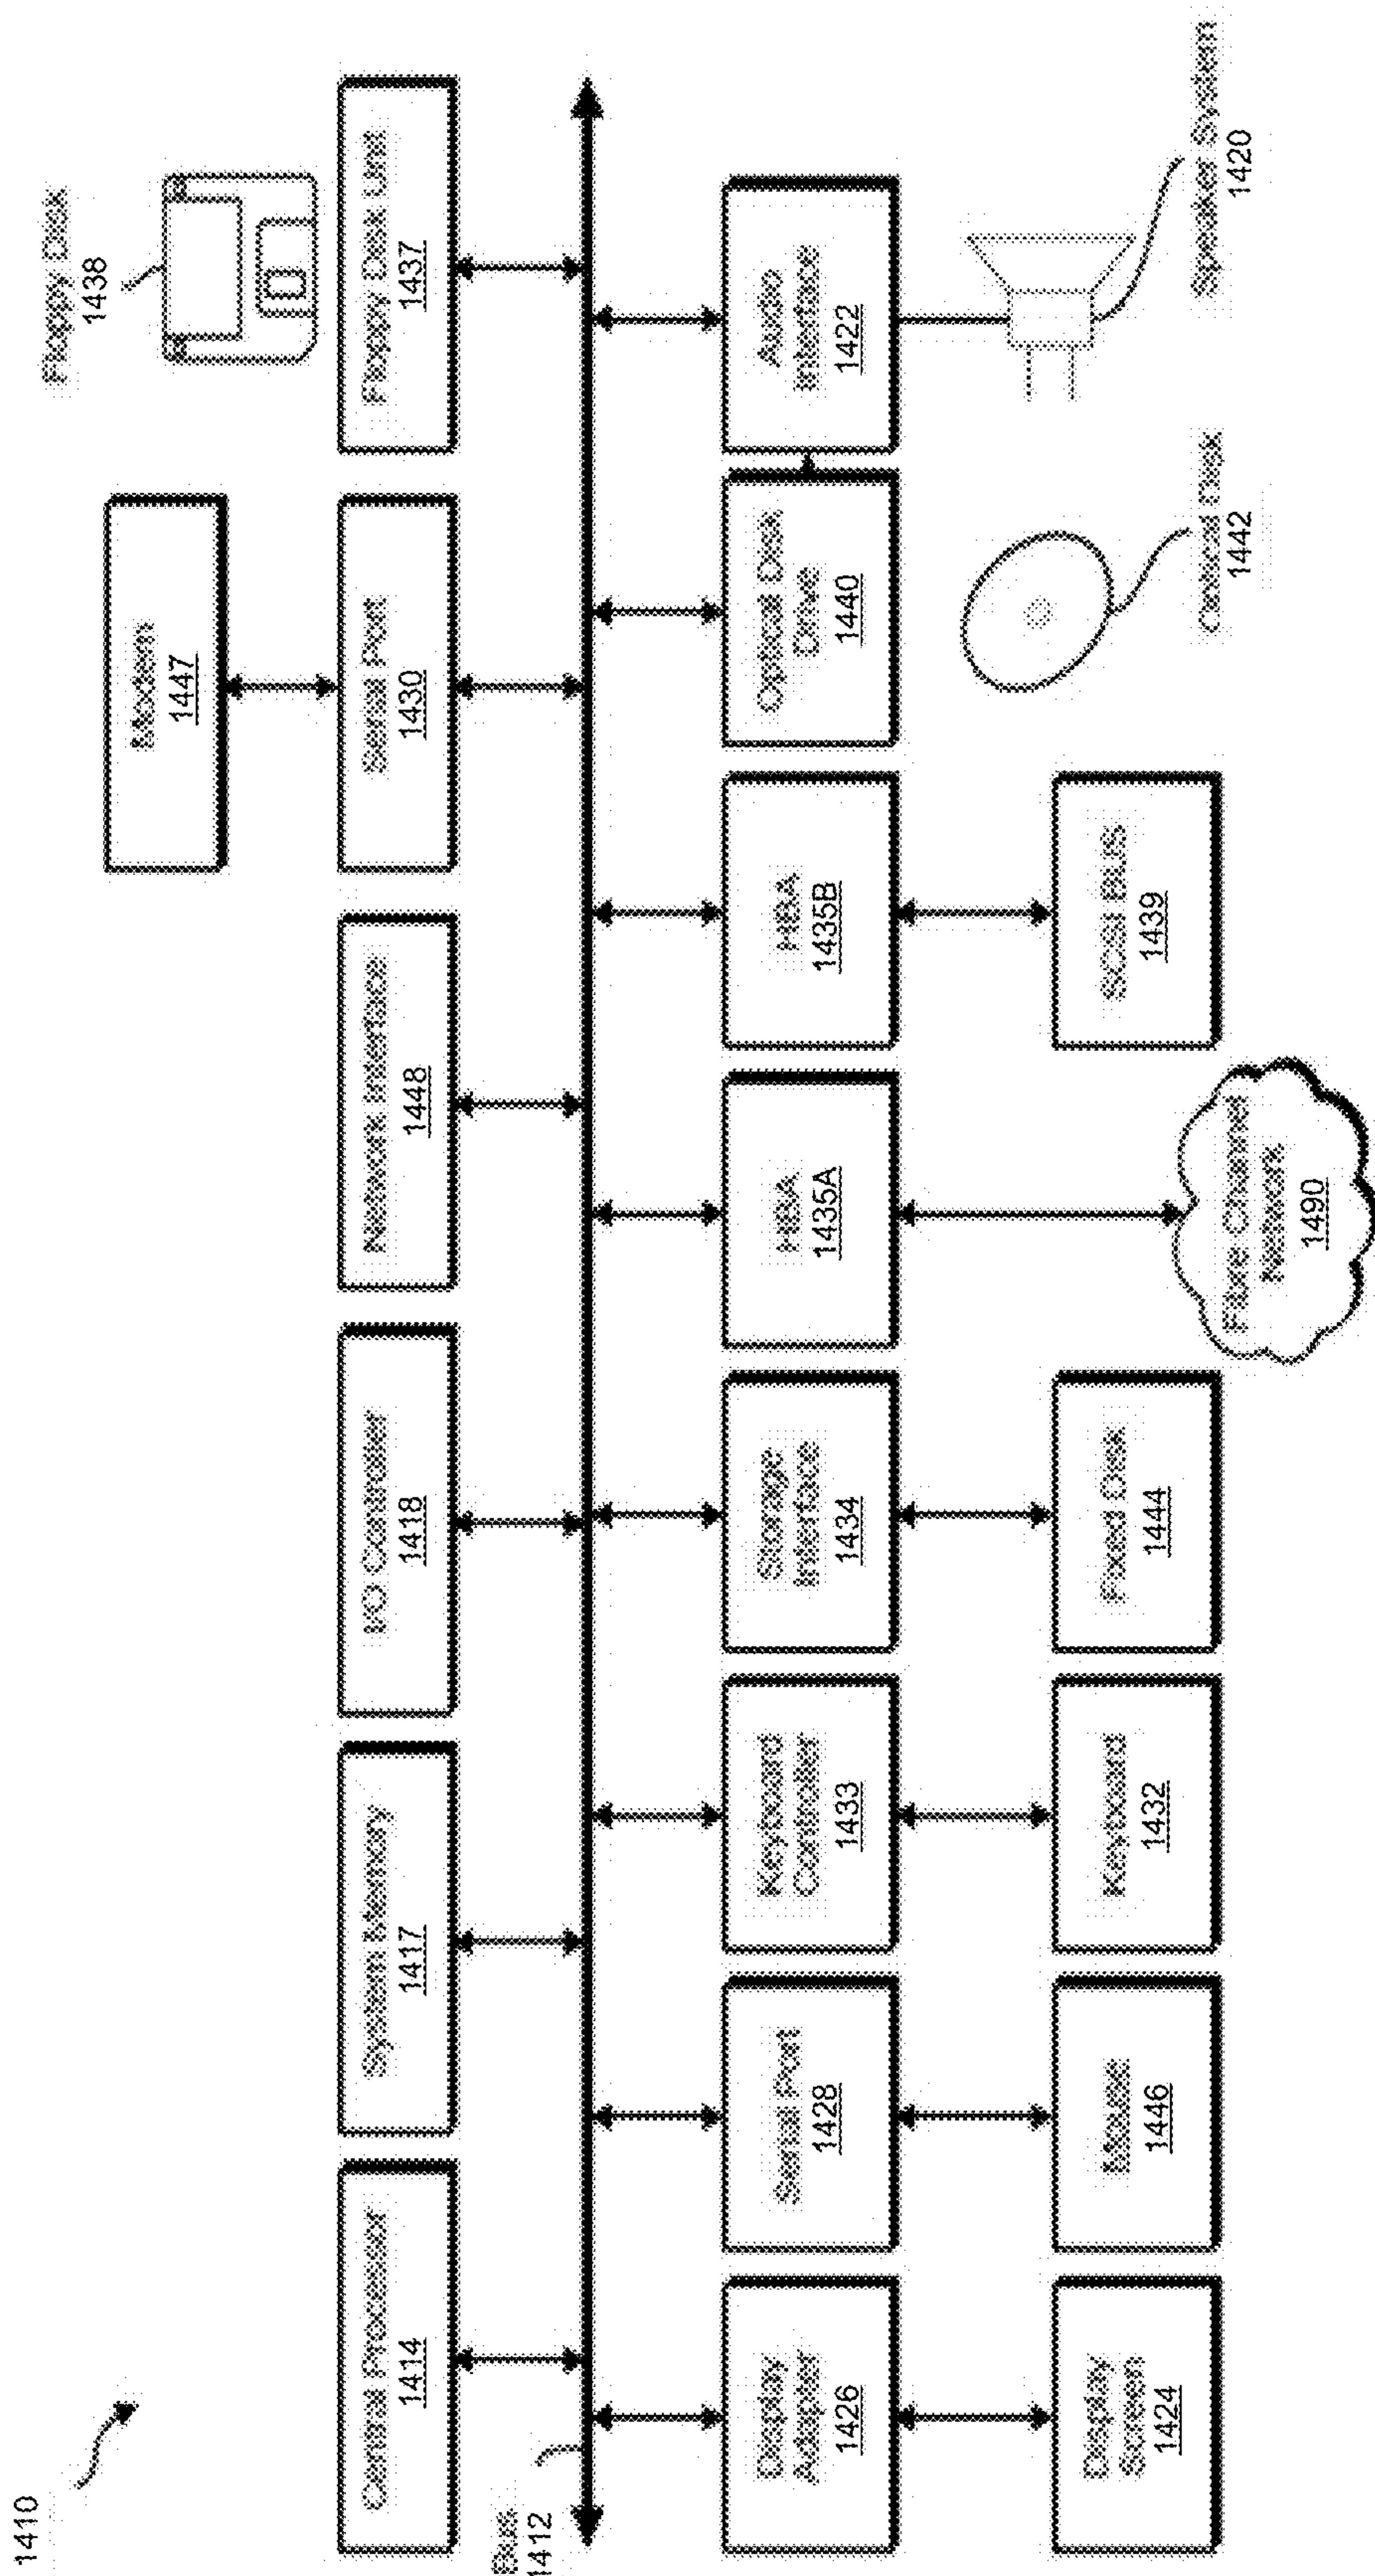 1410
Floppy Disk
1438
Modem
1447
Central Processor
1414
System Memory
1417
I/O Controller
1418
Network Interface
1448
Serial Port
1430
Floppy Disk Unit
1437
Bus
1412
Display
Adapter
1426
Serial Port
1428
Keyboard
Controller
1433
Storage
Interface
1434
HBA
1435A
HBA
1435B
Optical Disk
Drive
1440
Audio
Interface
1422
Display
Screen
1424
Mouse
1446
Keyboard
1432
Fixed Disk
1444
Fibre Channel
Network
1490
SCSI BUS
1439
Optical Disk
1442
Speaker System
1420